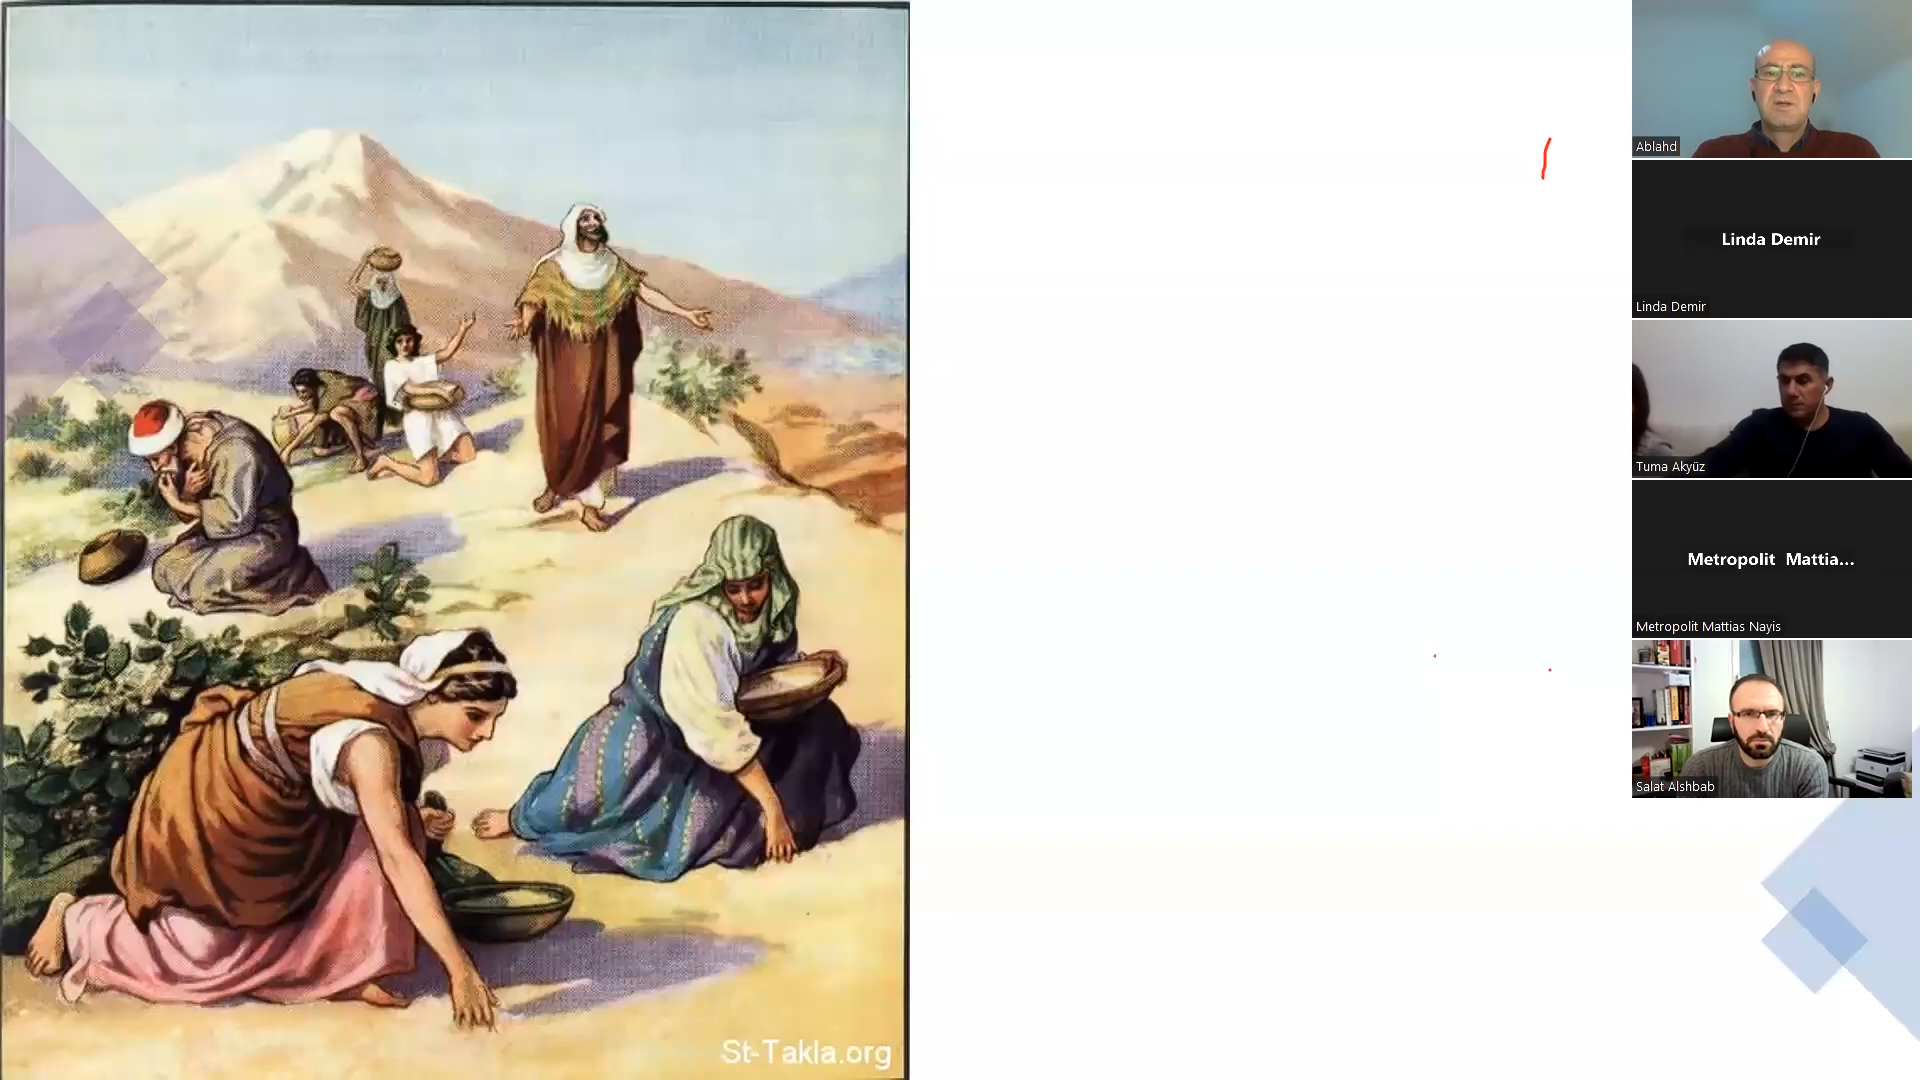 Ablahd
Linda Demir
Linda Demir
Tuma Akyüz
Metropolit Mattia...
Metropolit Mattias Nayis
Salat Alshbab
St-Takla.org